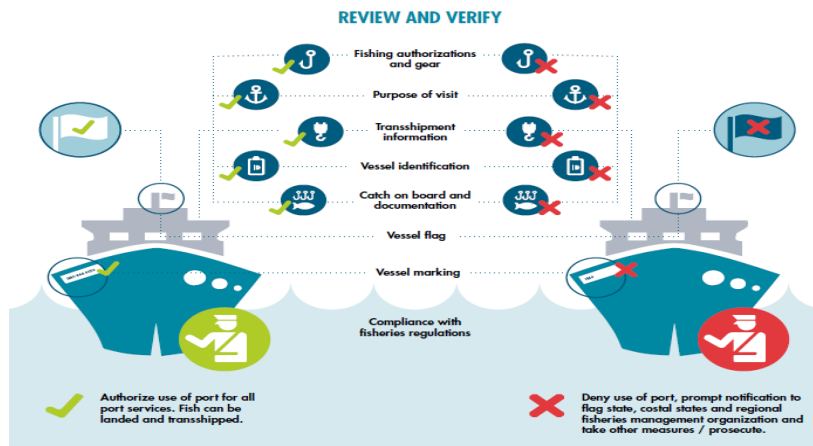 REVIEW AND VERIFY
Fishing authorizations
and gear
Purpose of visit
Transshipment
information
Vessel identification
Catch on board and
documentation
Vessel flag
Vessel marking
Compliance with
fisheries regulations
Authorize use of port for all
port services. Fish can be
landed and transshipped.
Deny use of port, prompt notification to
flag state, costal states and regional
fisheries management organization and
take other measures / prosecute.